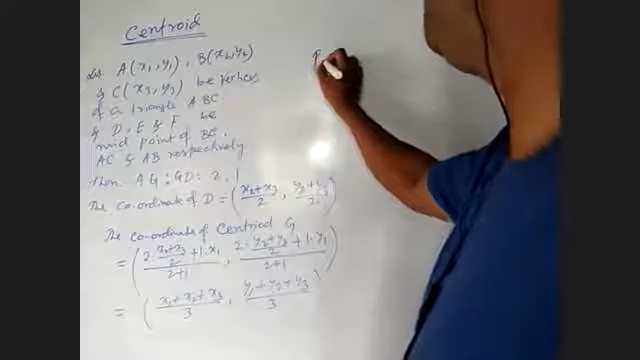 Centroid
Let A(x₁, y₁), B(x₂, y₂)
& C(x₃, y₃) be vertices
of a triangle ABC
& D, E & F be
mid point of BC,
AC & AB respectively
then AG : GD : 2 : 1
The co-ordinate of D = ( (x₂+x₃)/2 , (y₂+y₃)/2 )
The co-ordinate of Centriod G
= ( (2·(x₂+x₃)/2 + 1·x₁)/(2+1) , (2·(y₂+y₃)/2 + 1·y₁)/(2+1) )
= ( (x₁+x₂+x₃)/3 , (y₁+y₂+y₃)/3 )